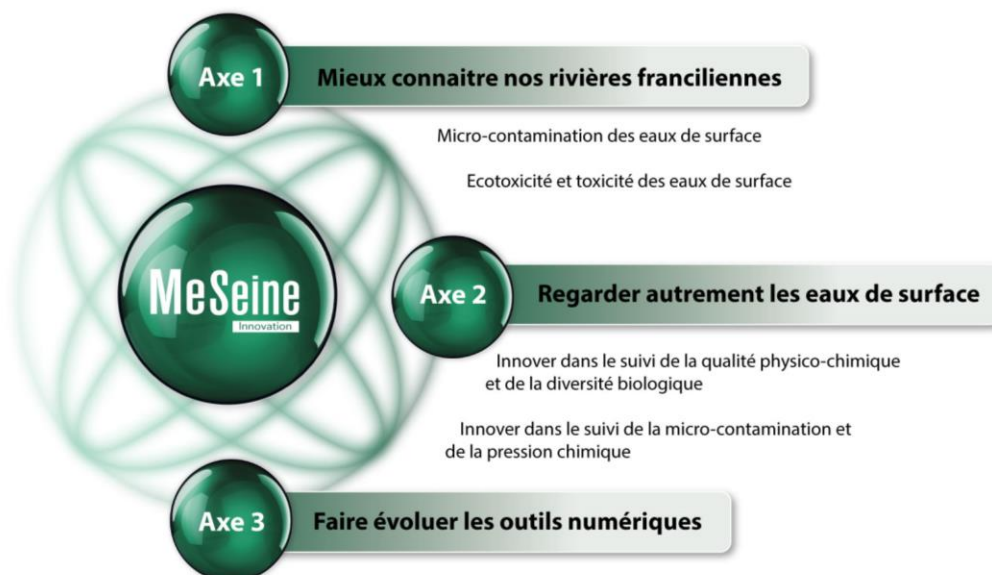 Axe 1
Mieux connaitre nos rivières franciliennes
Micro-contamination des eaux de surface
Ecotoxicité et toxicité des eaux de surface
MeSeine
Innovation
Axe 2
Regarder autrement les eaux de surface
Innover dans le suivi de la qualité physico-chimique
et de la diversité biologique
Innover dans le suivi de la micro-contamination et
de la pression chimique
Axe 3
Faire évoluer les outils numériques